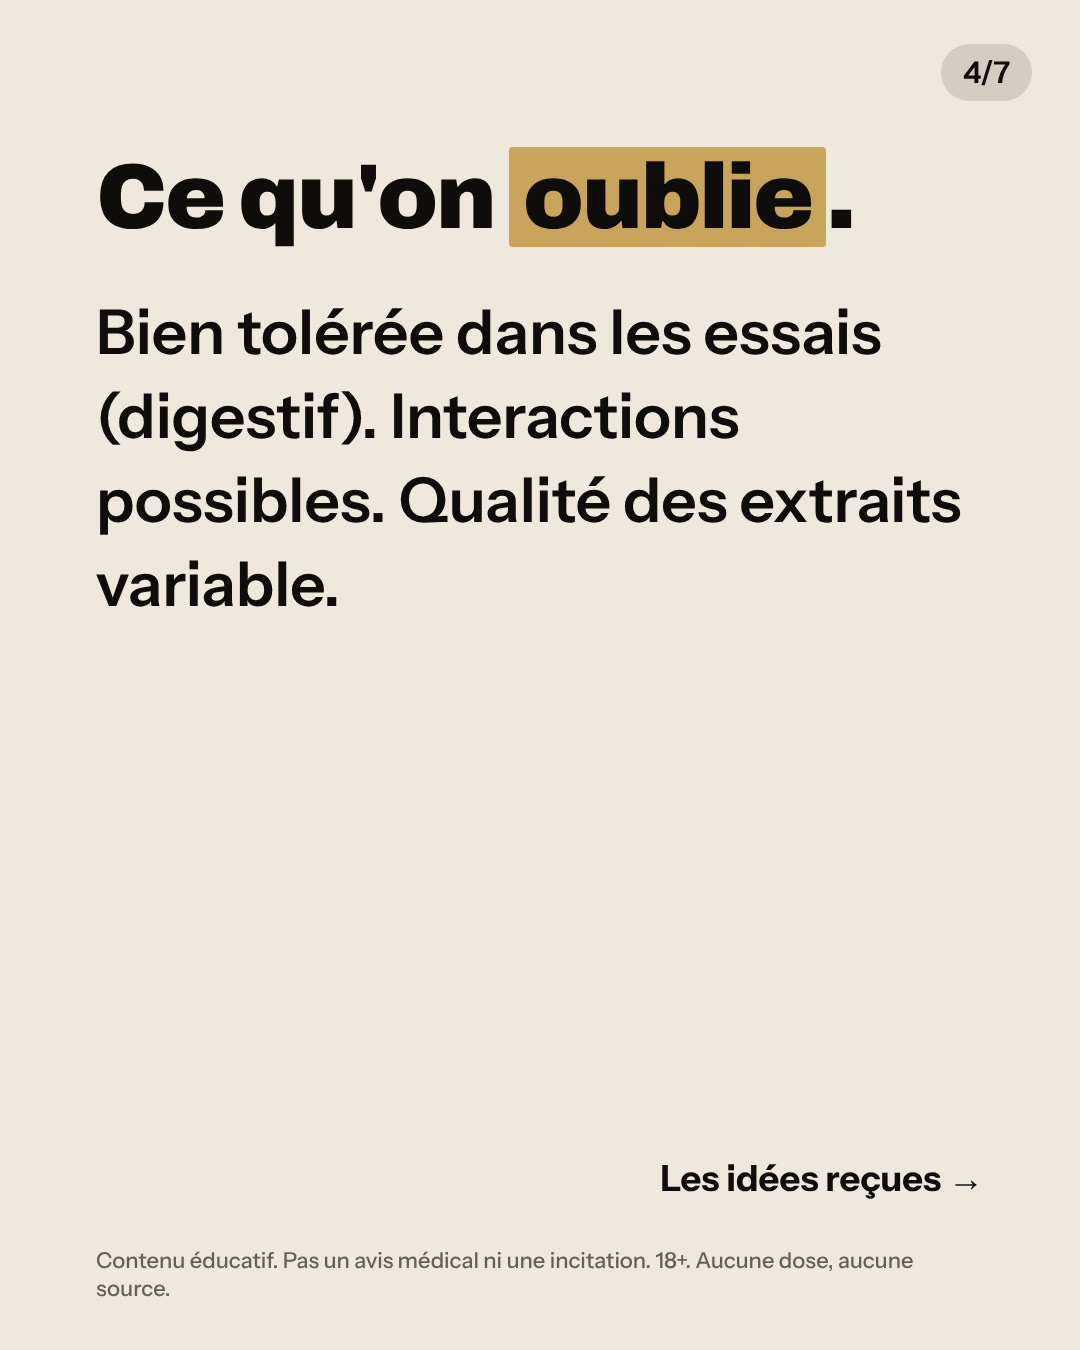 4/7
Ce qu'on oublie.
Bien tolérée dans les essais
(digestif). Interactions
possibles. Qualité des extraits
variable.
Les idées reçues →
Contenu éducatif. Pas un avis médical ni une incitation. 18+. Aucune dose, aucune
source.